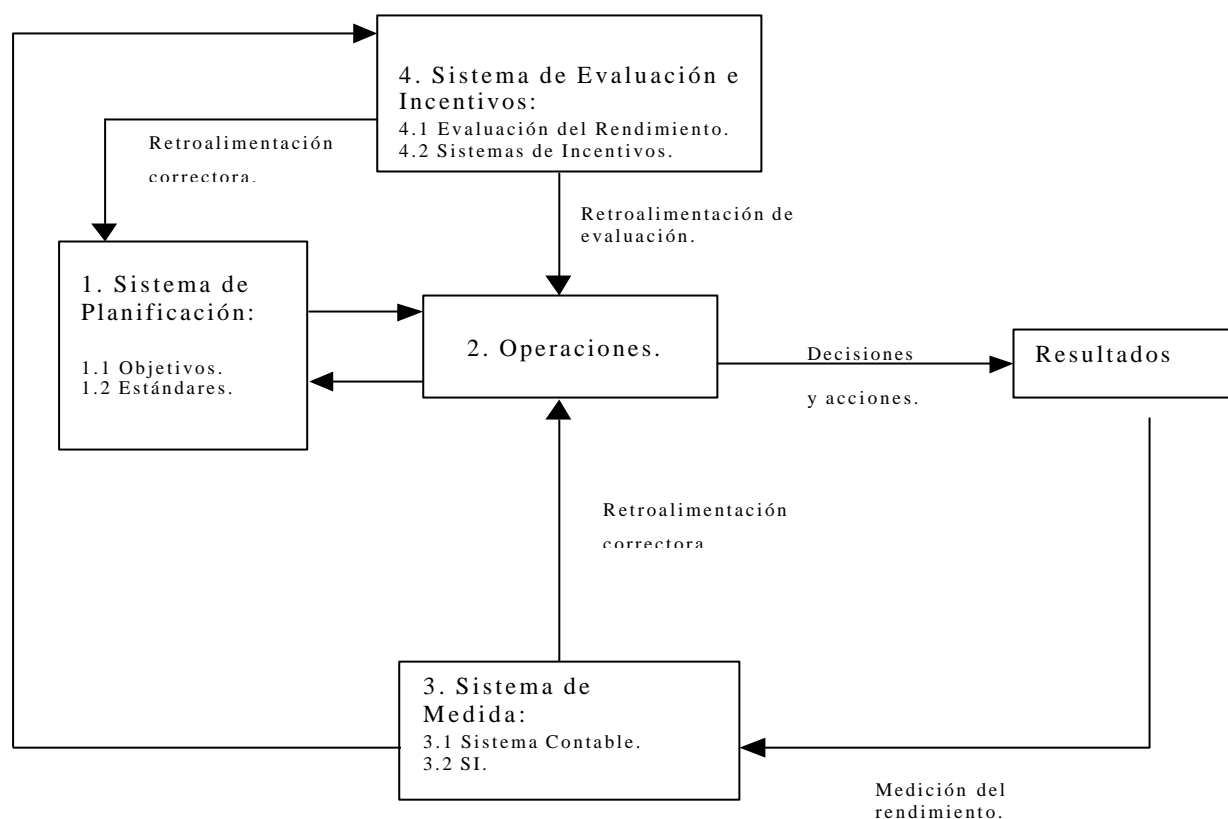 4. Sistema de Evaluación e
Incentivos:
4.1 Evaluación del Rendimiento.
4.2 Sistemas de Incentivos.
Retroalimentación
correctora.
Retroalimentación de
evaluación.
1. Sistema de
Planificación:
1.1 Objetivos.
1.2 Estándares.
2. Operaciones.
Decisiones
y acciones.
Resultados
Retroalimentación
correctora
3. Sistema de
Medida:
3.1 Sistema Contable.
3.2 SI.
Medición del
rendimiento.